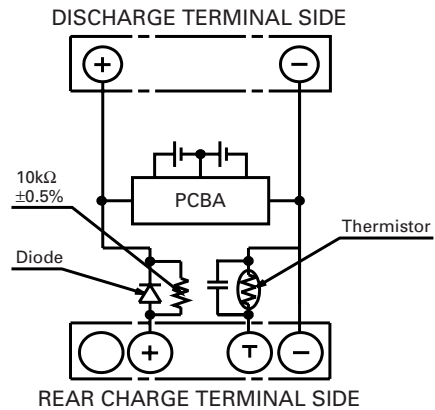 DISCHARGE TERMINAL SIDE
+
−
10kΩ
±0.5%
PCBA
Thermistor
Diode
+
T
−
REAR CHARGE TERMINAL SIDE